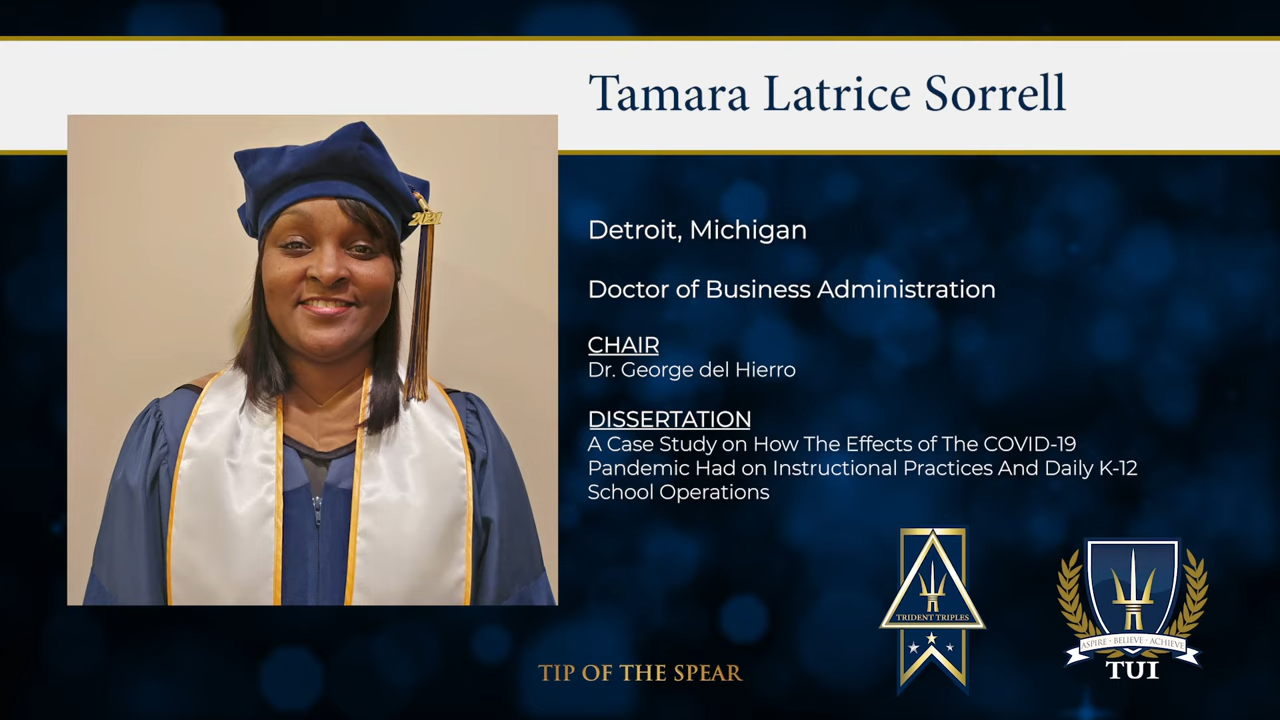 Tamara Latrice Sorrell
2021
Detroit, Michigan
Doctor of Business Administration
CHAIR
Dr. George del Hierro
DISSERTATION
A Case Study on How The Effects of The COVID-19
Pandemic Had on Instructional Practices And Daily K-12
School Operations
TRIDENT TRIPLES
ASPIRE · BELIEVE · ACHIEVE
TUI
TIP OF THE SPEAR